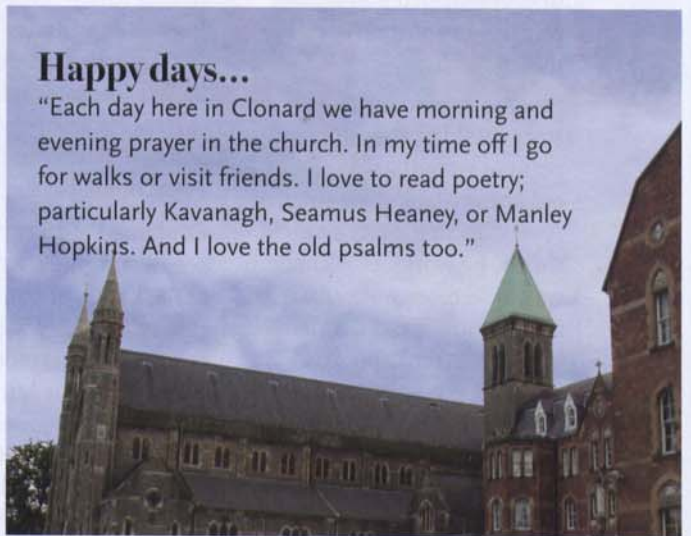 Happy days...
“Each day here in Clonard we have morning and
evening prayer in the church. In my time off I go
for walks or visit friends. I love to read poetry;
particularly Kavanagh, Seamus Heaney, or Manley
Hopkins. And I love the old psalms too.”